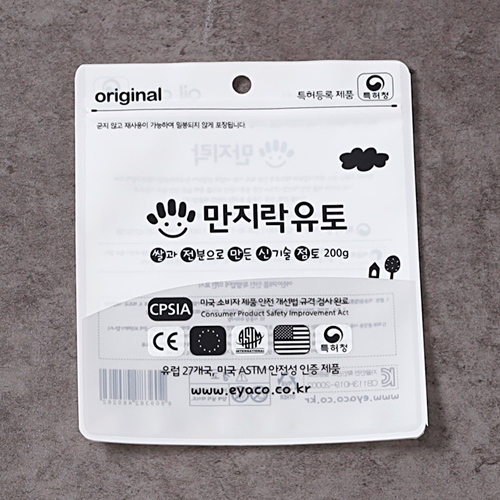 original
특허등록 제품
특허청
굳지 않고 재사용이 가능하며 밀봉되지 않게 포장됩니다.
만지락유토
쌀과 전분으로 만든 신기술 점토 200g
CPSIA
미국 소비자 제품 안전 개선법 규격 검사 완료
Consumer Product Safety Improvement Act
CE
ASTM
INTERNATIONAL
특허청
유럽 27개국, 미국 ASTM 안전성 인증 제품
www.eyaco.co.kr